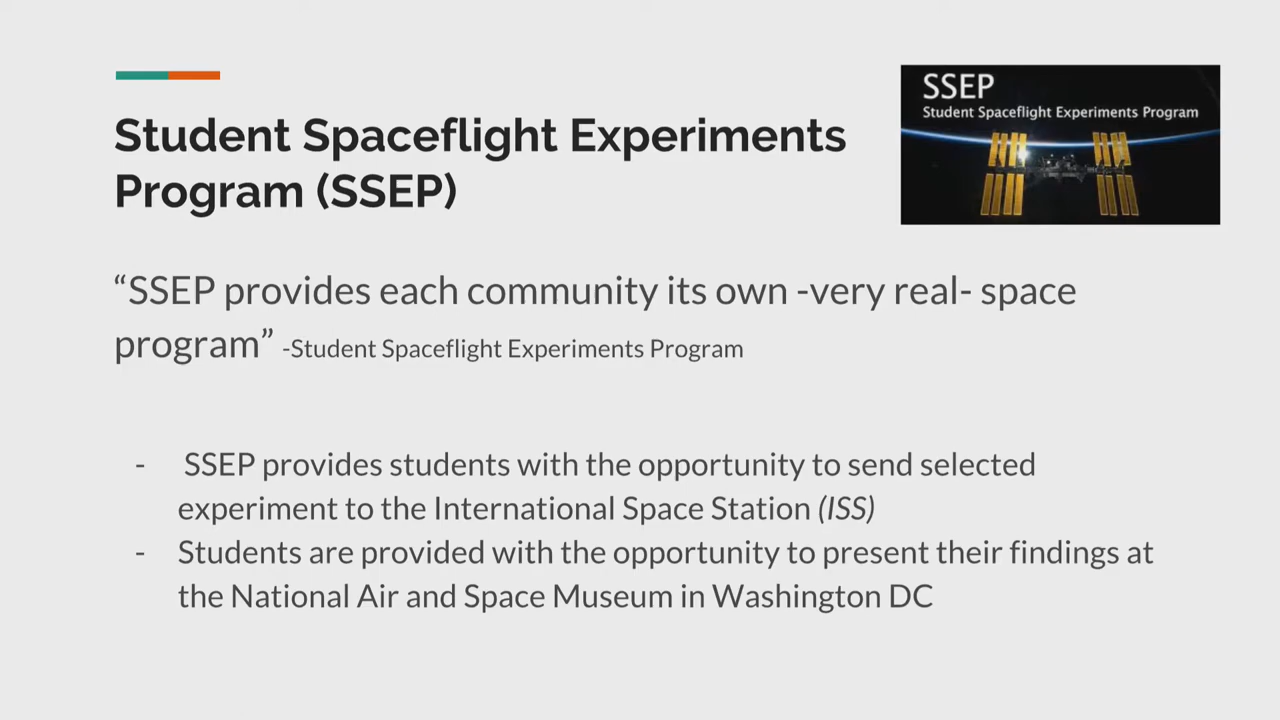 SSEP
Student Spaceflight Experiments Program
Student Spaceflight Experiments
Program (SSEP)
“SSEP provides each community its own -very real- space
program” -Student Spaceflight Experiments Program
- SSEP provides students with the opportunity to send selected
experiment to the International Space Station (ISS)
- Students are provided with the opportunity to present their findings at
the National Air and Space Museum in Washington DC